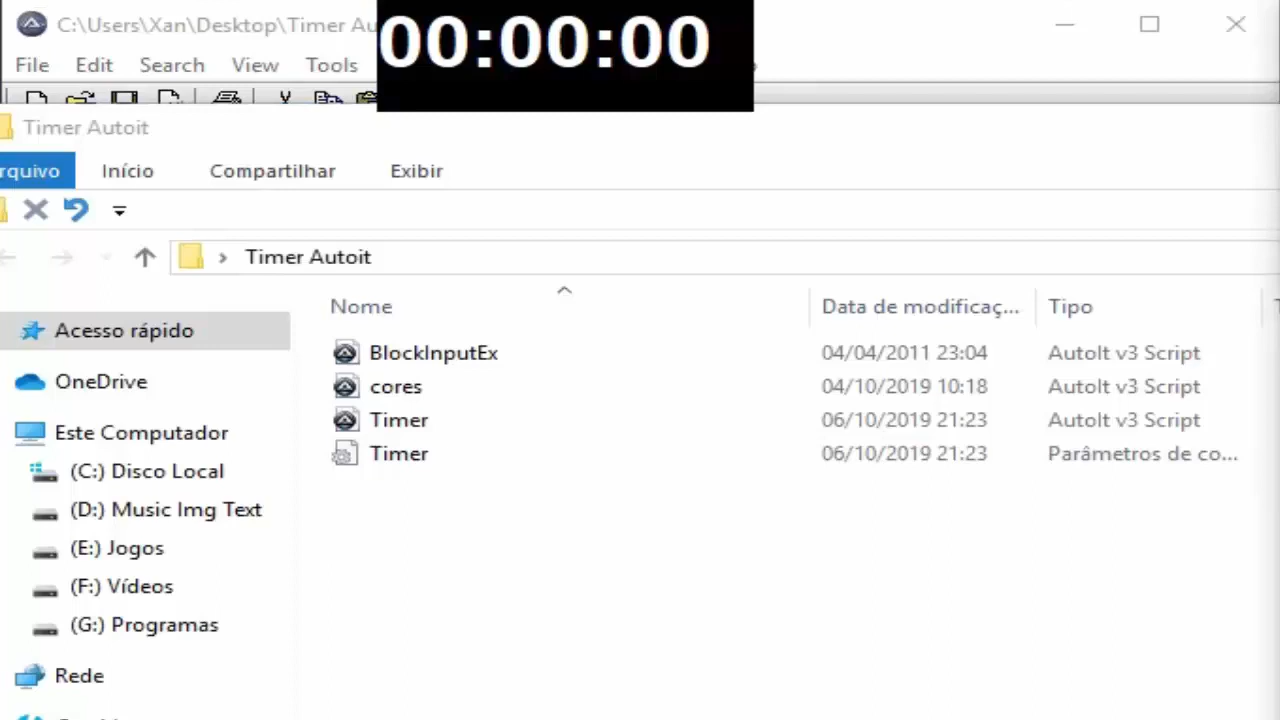 C:\Users\Xan\Desktop\Timer Au
00:00:00
File Edit Search View Tools
Timer Autoit
rquivo Início Compartilhar Exibir
› Timer Autoit
Nome Data de modificaç... Tipo
Acesso rápido
OneDrive
Este Computador
(C:) Disco Local
(D:) Music Img Text
(E:) Jogos
(F:) Vídeos
(G:) Programas
Rede
BlockInputEx 04/04/2011 23:04 AutoIt v3 Script
cores 04/10/2019 10:18 AutoIt v3 Script
Timer 06/10/2019 21:23 AutoIt v3 Script
Timer 06/10/2019 21:23 Parâmetros de co...